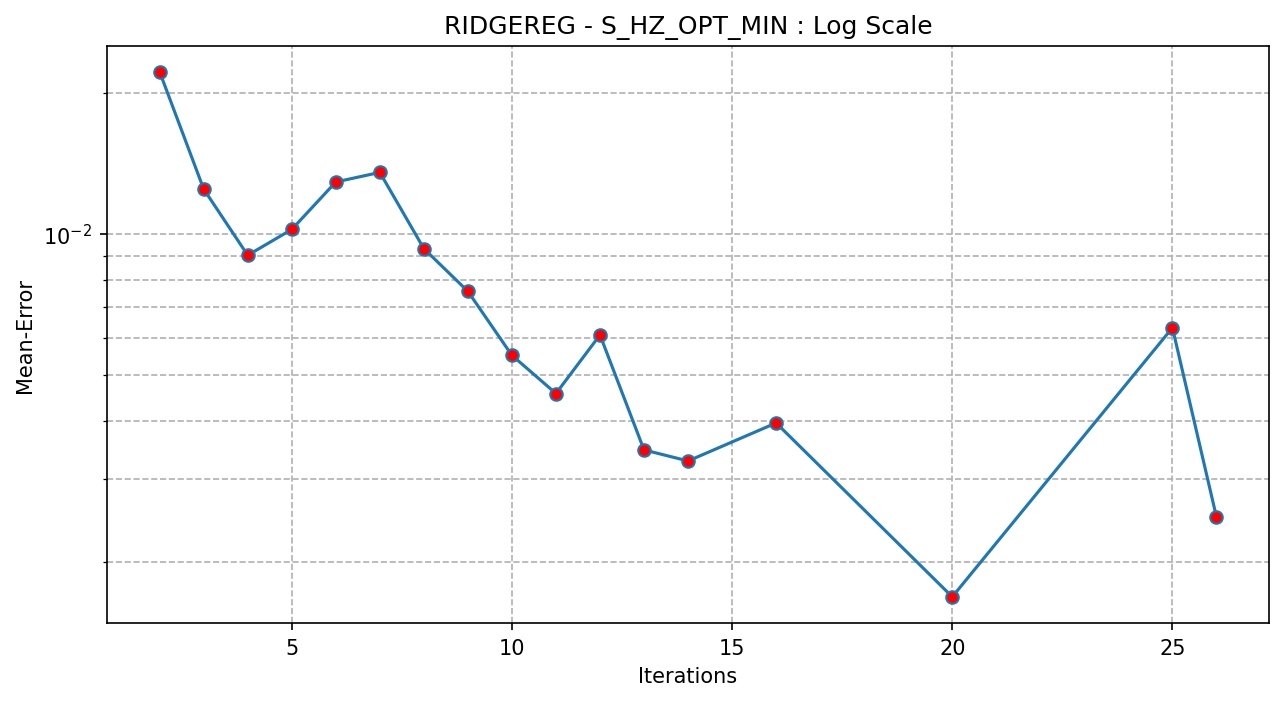 RIDGEREG - S_HZ_OPT_MIN : Log Scale
Mean-Error
10⁻²
5 10 15 20 25
Iterations